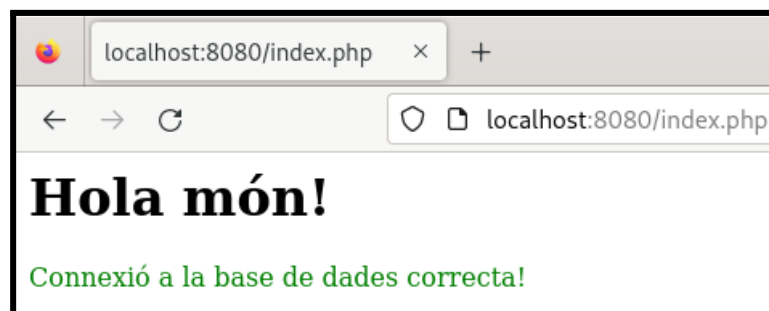 localhost:8080/index.php
localhost:8080/index.php
Hola món!
Connexió a la base de dades correcta!